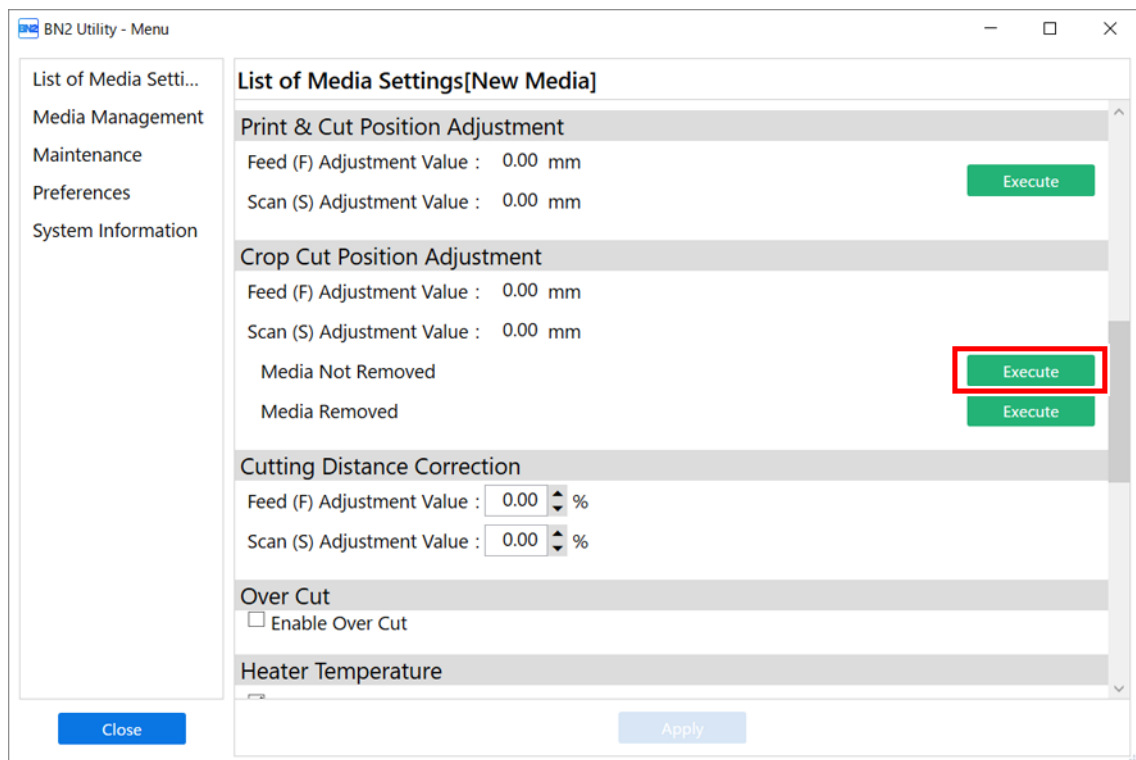 BN2 BN2 Utility - Menu
List of Media Setti...
Media Management
Maintenance
Preferences
System Information
Close
List of Media Settings[New Media]
Print & Cut Position Adjustment
Feed (F) Adjustment Value : 0.00 mm
Execute
Scan (S) Adjustment Value : 0.00 mm
Crop Cut Position Adjustment
Feed (F) Adjustment Value : 0.00 mm
Scan (S) Adjustment Value : 0.00 mm
Media Not Removed Execute
Media Removed Execute
Cutting Distance Correction
Feed (F) Adjustment Value : 0.00 %
Scan (S) Adjustment Value : 0.00 %
Over Cut
Enable Over Cut
Heater Temperature
Apply